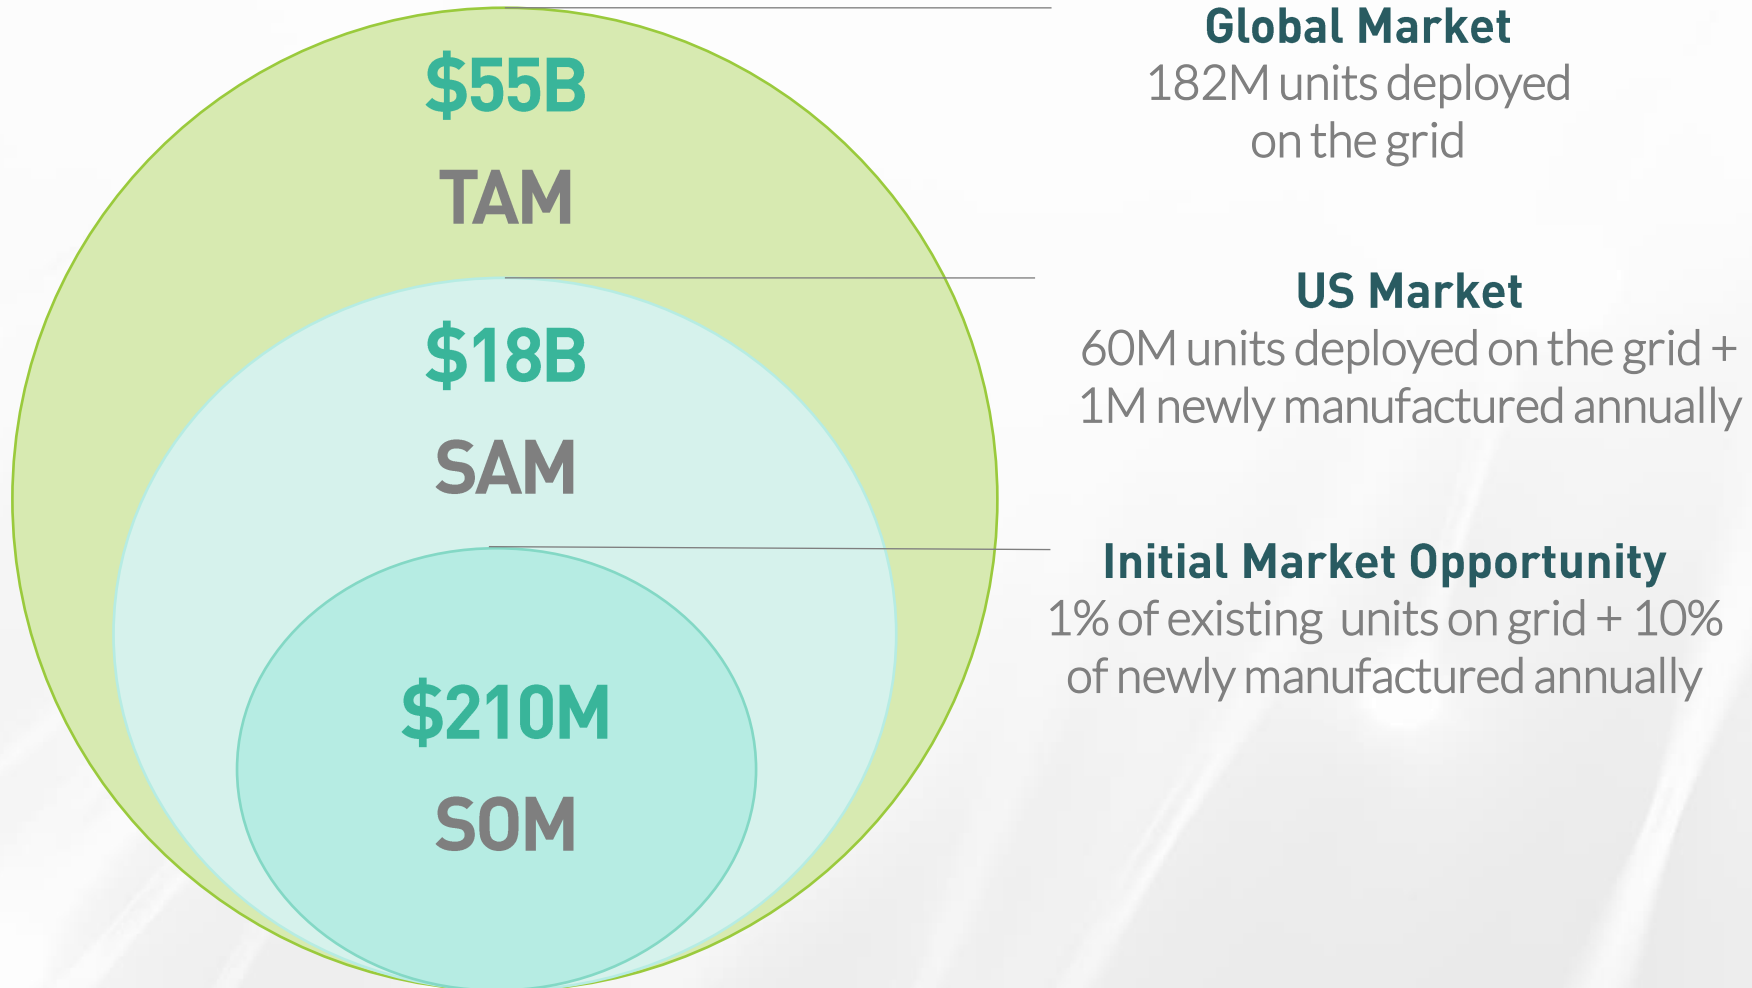 $55B
TAM
Global Market
182M units deployed
on the grid
$18B
SAM
US Market
60M units deployed on the grid +
1M newly manufactured annually
$210M
SOM
Initial Market Opportunity
1% of existing  units on grid + 10%
of newly manufactured annually